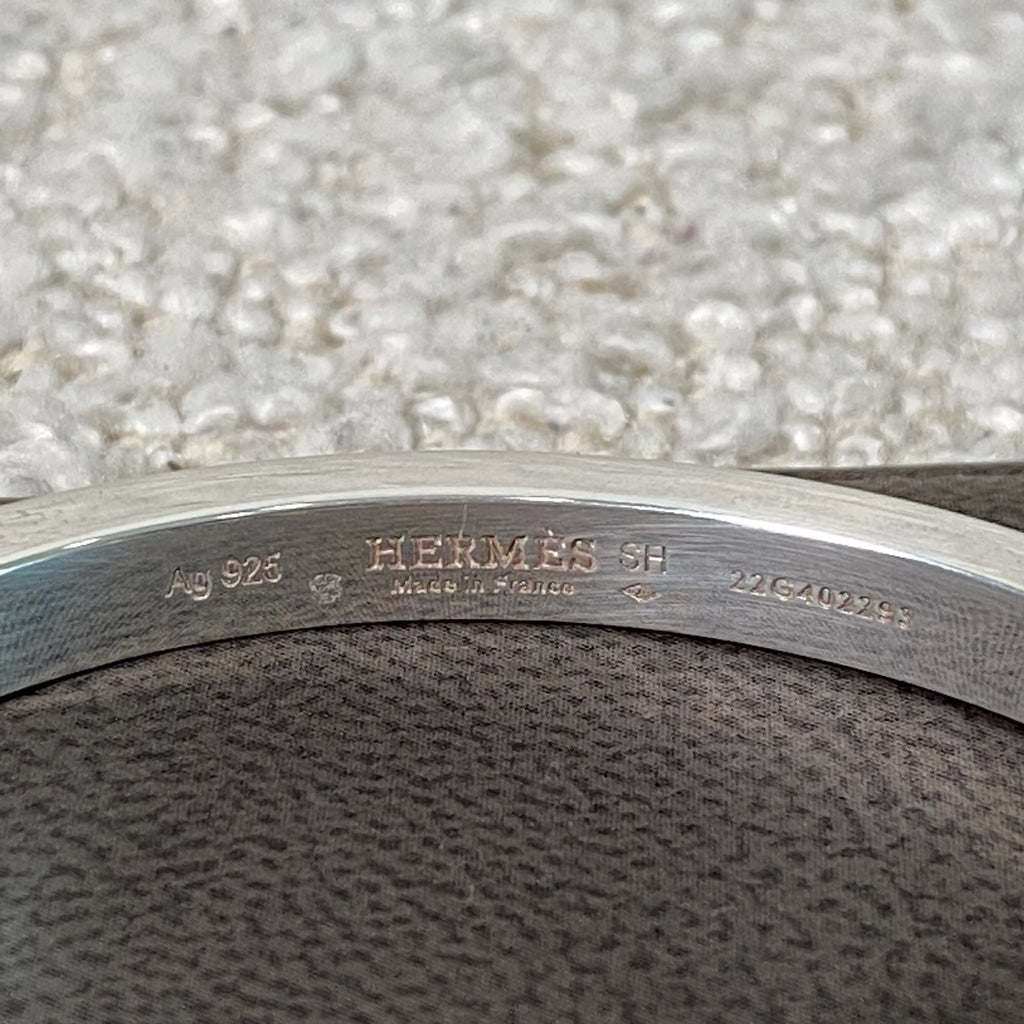 Ag 925 HERMÈS SH 22G402293
Made in France